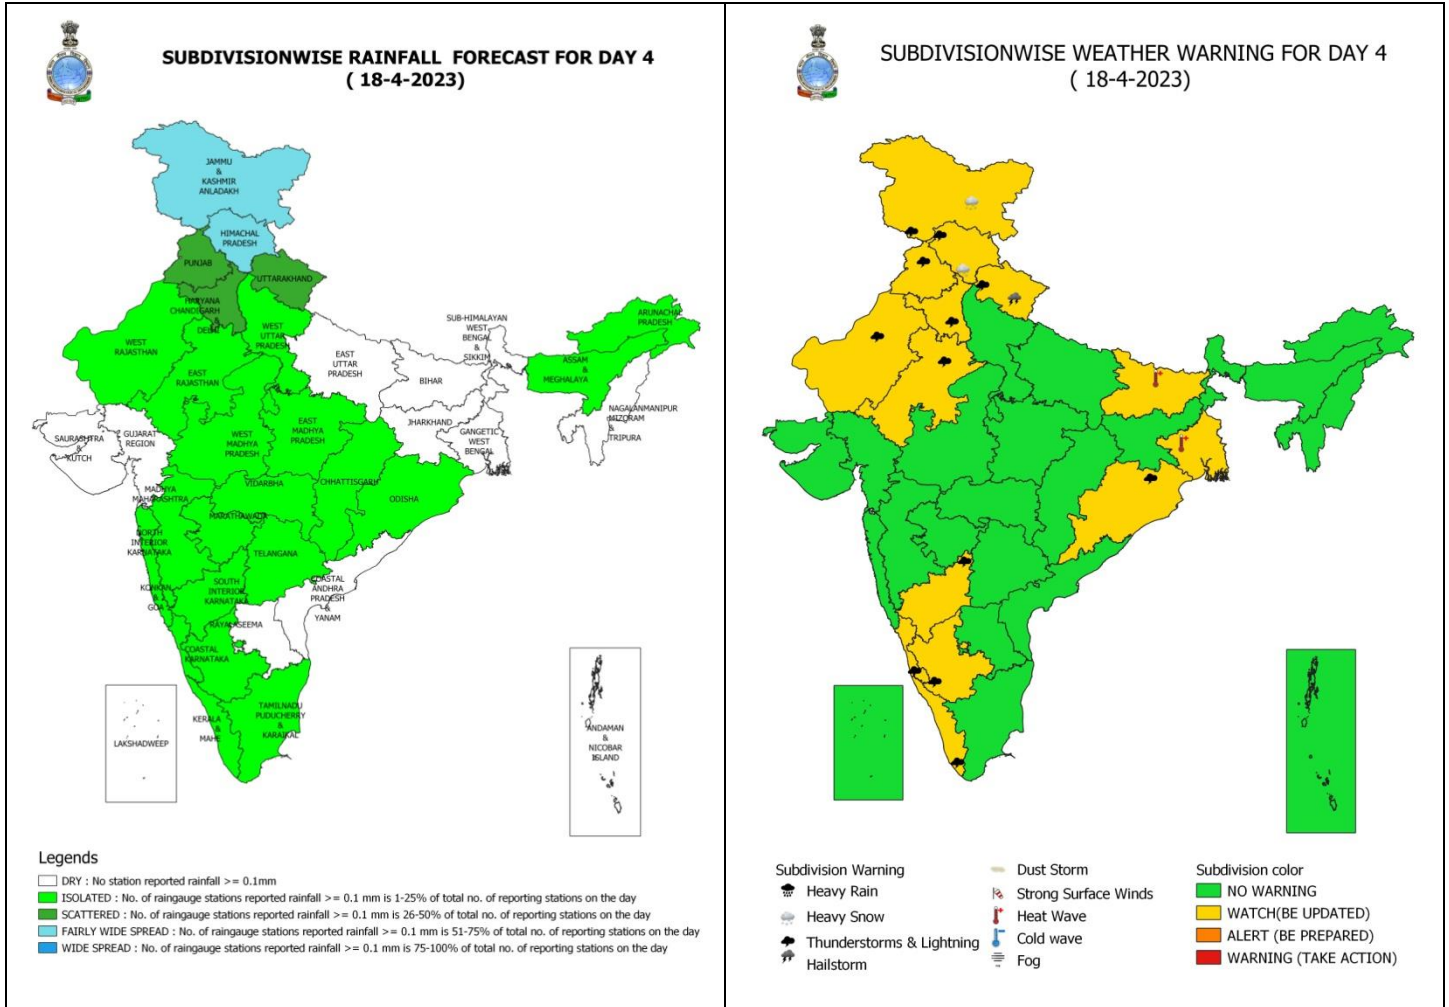 SUBDIVISIONWISE RAINFALL FORECAST FOR DAY 4
( 18-4-2023)
JAMMU
&
KASHMIR
ANLADAKH
HIMACHAL
PRADESH
PUNJAB
UTTARAKHAND
HARYANA
CHANDIGARH
&
DELHI
WEST
UTTAR
PRADESH
WEST
RAJASTHAN
EAST
RAJASTHAN
EAST
UTTAR
PRADESH
SUB-HIMALAYAN
WEST
BENGAL
&
SIKKIM
ARUNACHAL
PRADESH
ASSAM
&
MEGHALAYA
BIHAR
NAGALANMANIPUR
MIZORAM
&
TRIPURA
JHARKHAND
GANGETIC
WEST
BENGAL
SAURASHTRA
&
KUTCH
GUJARAT
REGION
WEST
MADHYA
PRADESH
EAST
MADHYA
PRADESH
MADHYA
MAHARASHTRA
VIDARBHA
CHHATTISGARH
ODISHA
MARATHAWADA
NORTH
INTERIOR
KARNATAKA
TELANGANA
KONKAN
&
GOA
SOUTH
INTERIOR
KARNATAKA
COASTAL
ANDHRA
PRADESH
&
YANAM
RAYALASEEMA
COASTAL
KARNATAKA
KERALA
&
MAHE
TAMILNADU
PUDUCHERRY
&
KARAIKAL
LAKSHADWEEP
ANDAMAN
&
NICOBAR
ISLAND
Legends
DRY : No station reported rainfall >= 0.1mm
ISOLATED : No. of raingauge stations reported rainfall >= 0.1 mm is 1-25% of total no. of reporting stations on the day
SCATTERED : No. of raingauge stations reported rainfall >= 0.1 mm is 26-50% of total no. of reporting stations on the day
FAIRLY WIDE SPREAD : No. of raingauge stations reported rainfall >= 0.1 mm is 51-75% of total no. of reporting stations on the day
WIDE SPREAD : No. of raingauge stations reported rainfall >= 0.1 mm is 75-100% of total no. of reporting stations on the day
SUBDIVISIONWISE WEATHER WARNING FOR DAY 4
( 18-4-2023)
Subdivision Warning
Heavy Rain
Heavy Snow
Thunderstorms & Lightning
Hailstorm
Dust Storm
Strong Surface Winds
Heat Wave
Cold wave
Fog
Subdivision color
NO WARNING
WATCH(BE UPDATED)
ALERT (BE PREPARED)
WARNING (TAKE ACTION)